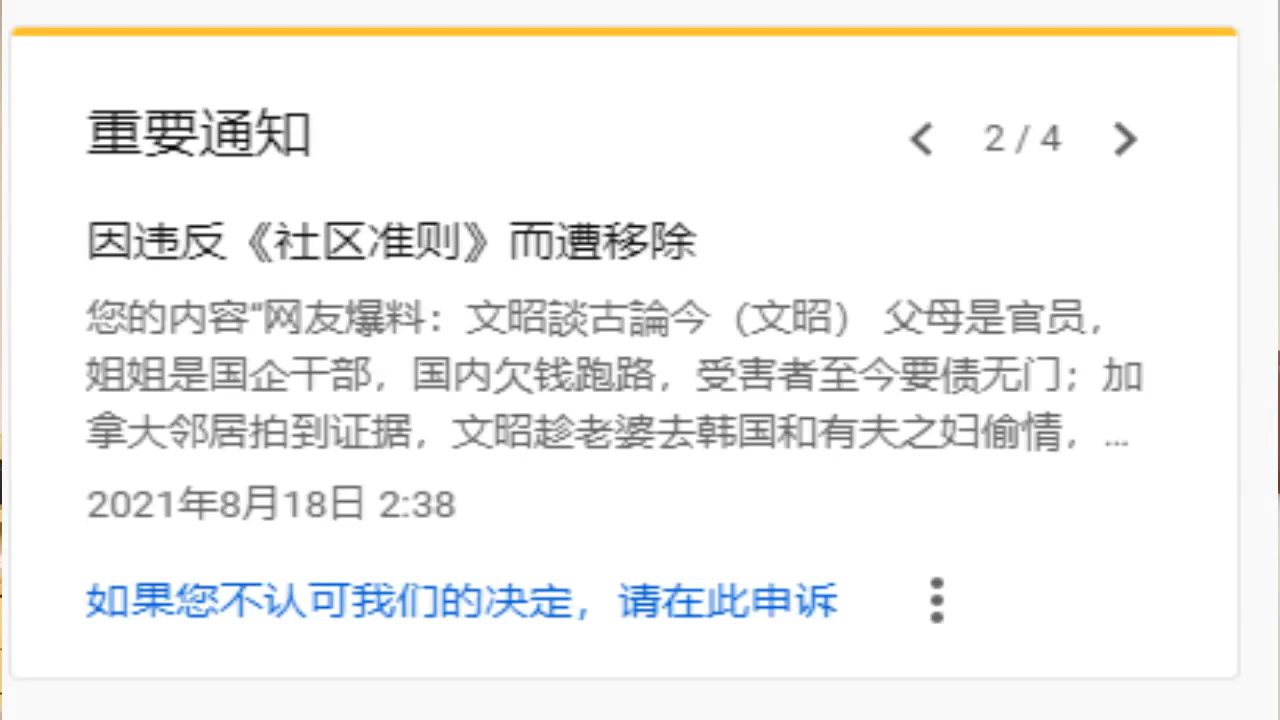 重要通知
2 / 4
因违反《社区准则》而遭移除
您的内容“网友爆料：文昭談古論今（文昭） 父母是官员，
姐姐是国企干部，国内欠钱跑路，受害者至今要债无门；加
拿大邻居拍到证据，文昭趁老婆去韩国和有夫之妇偷情，...
2021年8月18日 2:38
如果您不认可我们的决定，请在此申诉